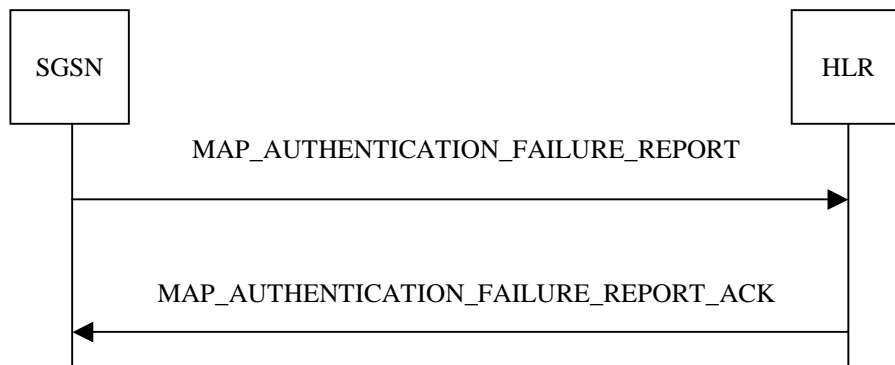 SGSN
HLR
MAP_AUTHENTICATION_FAILURE_REPORT
MAP_AUTHENTICATION_FAILURE_REPORT_ACK